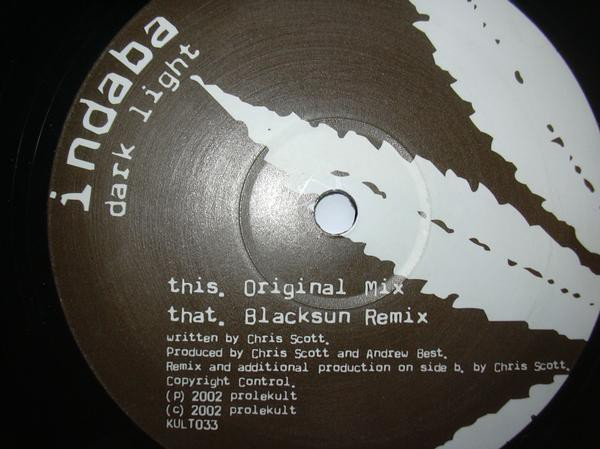 indaba
dark light
this. Original Mix
that. Blacksun Remix
written by Chris Scott.
Produced by Chris Scott and Andrew Best.
Remix and additional production on side b. by Chris Scott.
Copyright Control.
(P) 2002 prolekult
(c) 2002 prolekult
KULT033